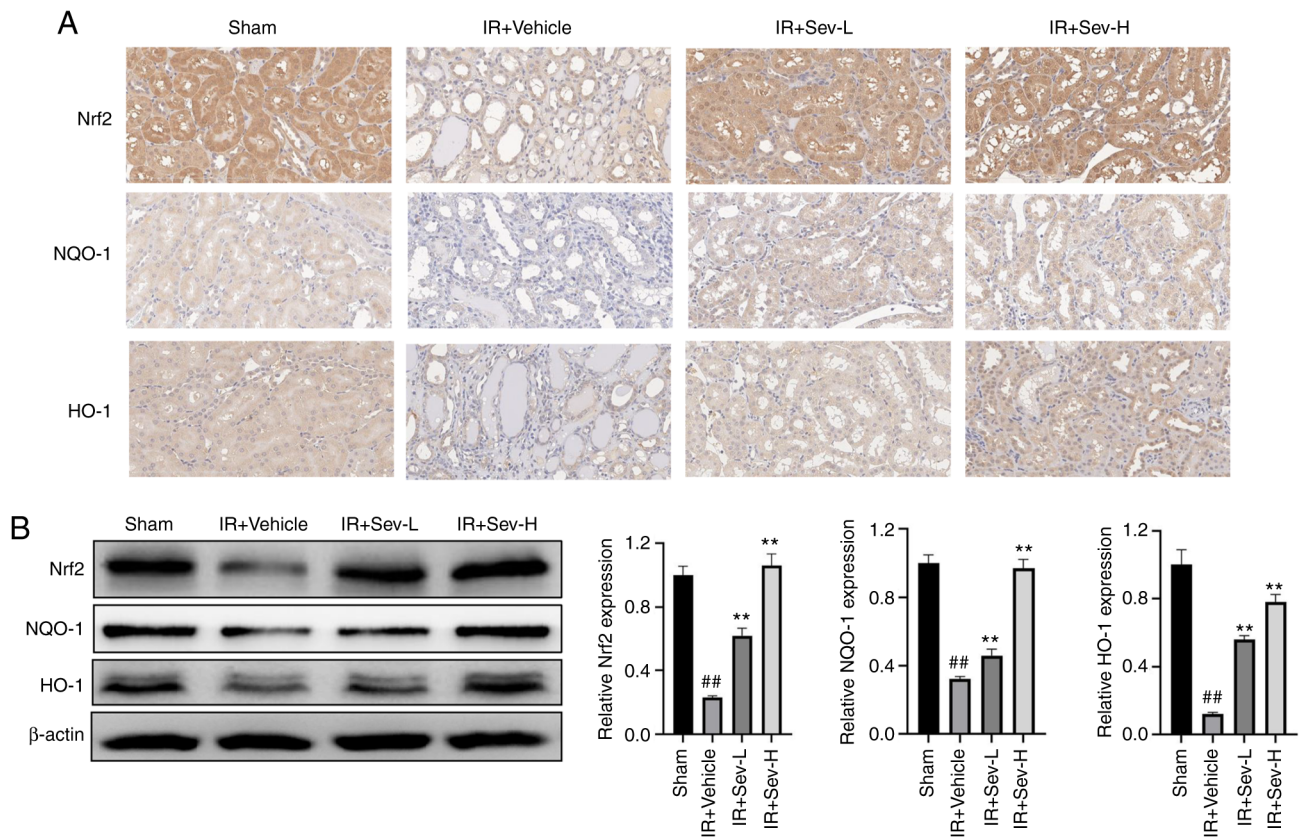 A
Sham IR+Vehicle IR+Sev-L IR+Sev-H
Nrf2
NQO-1
HO-1
B
Sham IR+Vehicle IR+Sev-L IR+Sev-H
Nrf2
NQO-1
HO-1
β-actin
Relative Nrf2 expression
1.2
0.8
0.4
0.0
##
**
**
Sham
IR+Vehicle
IR+Sev-L
IR+Sev-H
Relative NQO-1 expression
1.2
0.8
0.4
0.0
##
**
**
Sham
IR+Vehicle
IR+Sev-L
IR+Sev-H
Relative HO-1 expression
1.2
0.8
0.4
0.0
##
**
**
Sham
IR+Vehicle
IR+Sev-L
IR+Sev-H